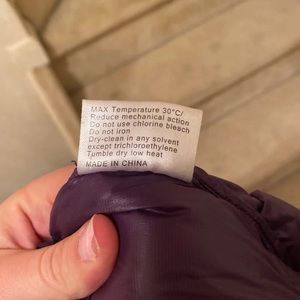 MAX Temperature 30°C/
Reduce mechanical action
Do not use chlorine bleach
Do not iron
Dry-clean in any solvent
except trichloroethylene
Tumble dry low heat
MADE IN CHINA